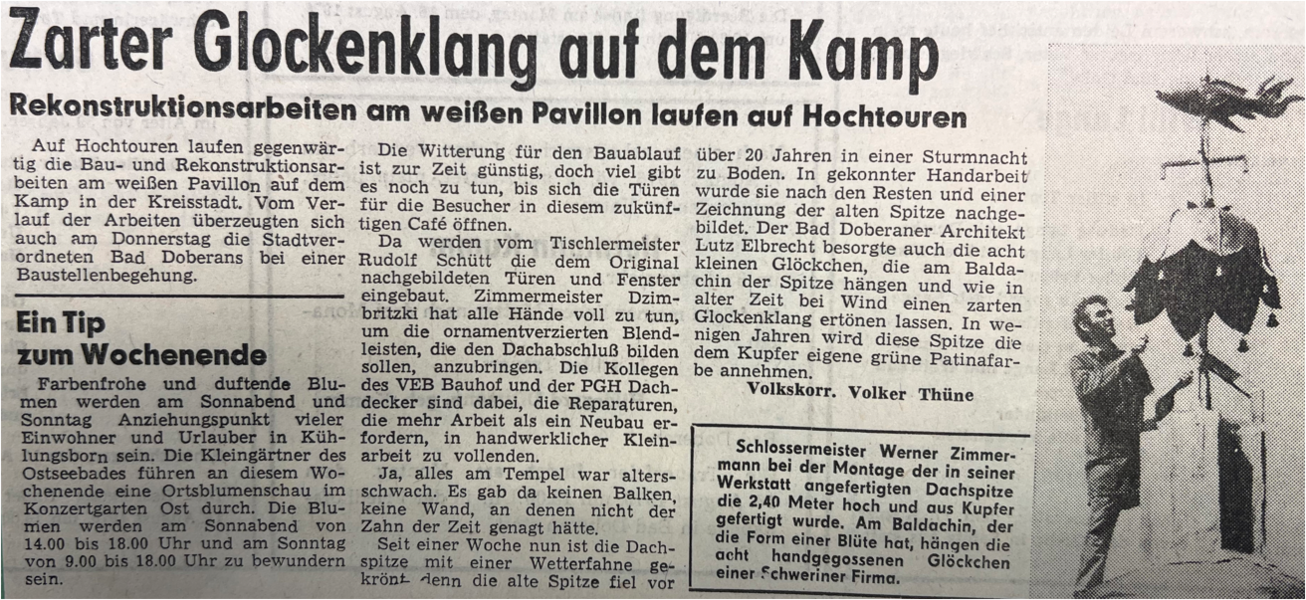 Zarter Glockenklang auf dem Kamp
Rekonstruktionsarbeiten am weißen Pavillon laufen auf Hochtouren
Auf Hochtouren laufen gegenwär-
tig die Bau- und Rekonstruktionsar-
beiten am weißen Pavillon auf dem
Kamp in der Kreisstadt. Vom Ver-
lauf der Arbeiten überzeugten sich
auch am Donnerstag die Stadtver-
ordneten Bad Doberans bei einer
Baustellenbegehung.
Die Witterung für den Bauablauf
ist zur Zeit günstig, doch viel gibt
es noch zu tun, bis sich die Türen
für die Besucher in diesem zukünf-
tigen Café öffnen.
Da werden vom Tischlermeister
Rudolf Schütt die dem Original
nachgebildeten Türen und Fenster
eingebaut. Zimmermeister Dzim-
britzki hat alle Hände voll zu tun,
um die ornamentverzierten Blend-
leisten, die den Dachabschluß bilden
sollen, anzubringen. Die Kollegen
des VEB Bauhof und der PGH Dach-
decker sind dabei, die Reparaturen,
die mehr Arbeit als ein Neubau er-
fordern, in handwerklicher Klein-
arbeit zu vollenden.
Ja, alles am Tempel war alters-
schwach. Es gab da keinen Balken,
keine Wand, an denen nicht der
Zahn der Zeit genagt hätte.
Seit einer Woche nun ist die Dach-
spitze mit einer Wetterfahne ge-
krönt denn die alte Spitze fiel vor
über 20 Jahren in einer Sturmnacht
zu Boden. In gekonnter Handarbeit
wurde sie nach den Resten und einer
Zeichnung der alten Spitze nachge-
bildet. Der Bad Doberaner Architekt
Lutz Elbrecht besorgte auch die acht
kleinen Glöckchen, die am Balda-
chin der Spitze hängen und wie in
alter Zeit bei Wind einen zarten
Glockenklang ertönen lassen. In we-
nigen Jahren wird diese Spitze die
dem Kupfer eigene grüne Patinafar-
be annehmen.
Volkskorr. Volker Thüne
Ein Tip
zum Wochenende
Farbenfrohe und duftende Blu-
men werden am Sonnabend und
Sonntag Anziehungspunkt vieler
Einwohner und Urlauber in Küh-
lungsborn sein. Die Kleingärtner des
Ostseebades führen an diesem Wo-
chenende eine Ortsblumenschau im
Konzertgarten Ost durch. Die Blu-
men werden am Sonnabend von
14.00 bis 18.00 Uhr und am Sonntag
von 9.00 bis 18.00 Uhr zu bewundern
sein.
Schlossermeister Werner Zimmer-
mann bei der Montage der in seiner
Werkstatt angefertigten Dachspitze
die 2,40 Meter hoch und aus Kupfer
gefertigt wurde. Am Baldachin, der
die Form einer Blüte hat, hängen die
acht handgegossenen Glöckchen
einer Schweriner Firma.